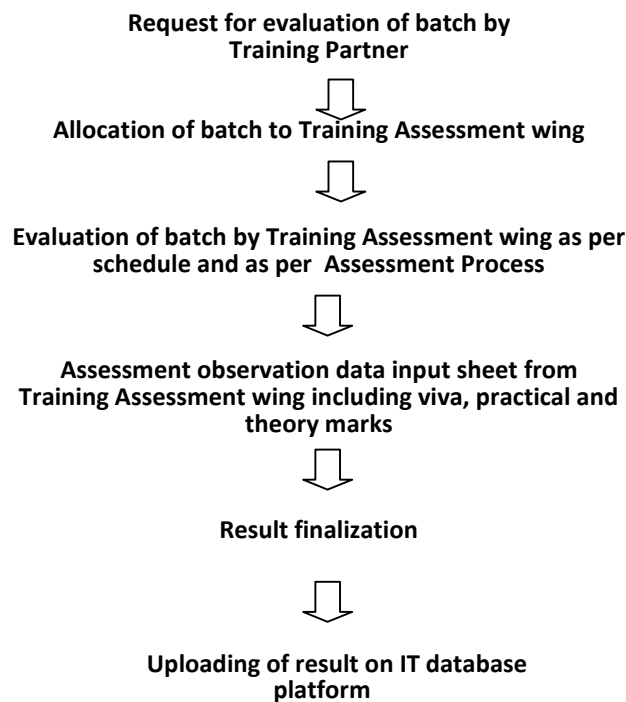 Request for evaluation of batch by
Training Partner
Allocation of batch to Training Assessment wing
Evaluation of batch by Training Assessment wing as per
schedule and as per Assessment Process
Assessment observation data input sheet from
Training Assessment wing including viva, practical and
theory marks
Result finalization
Uploading of result on IT database
platform